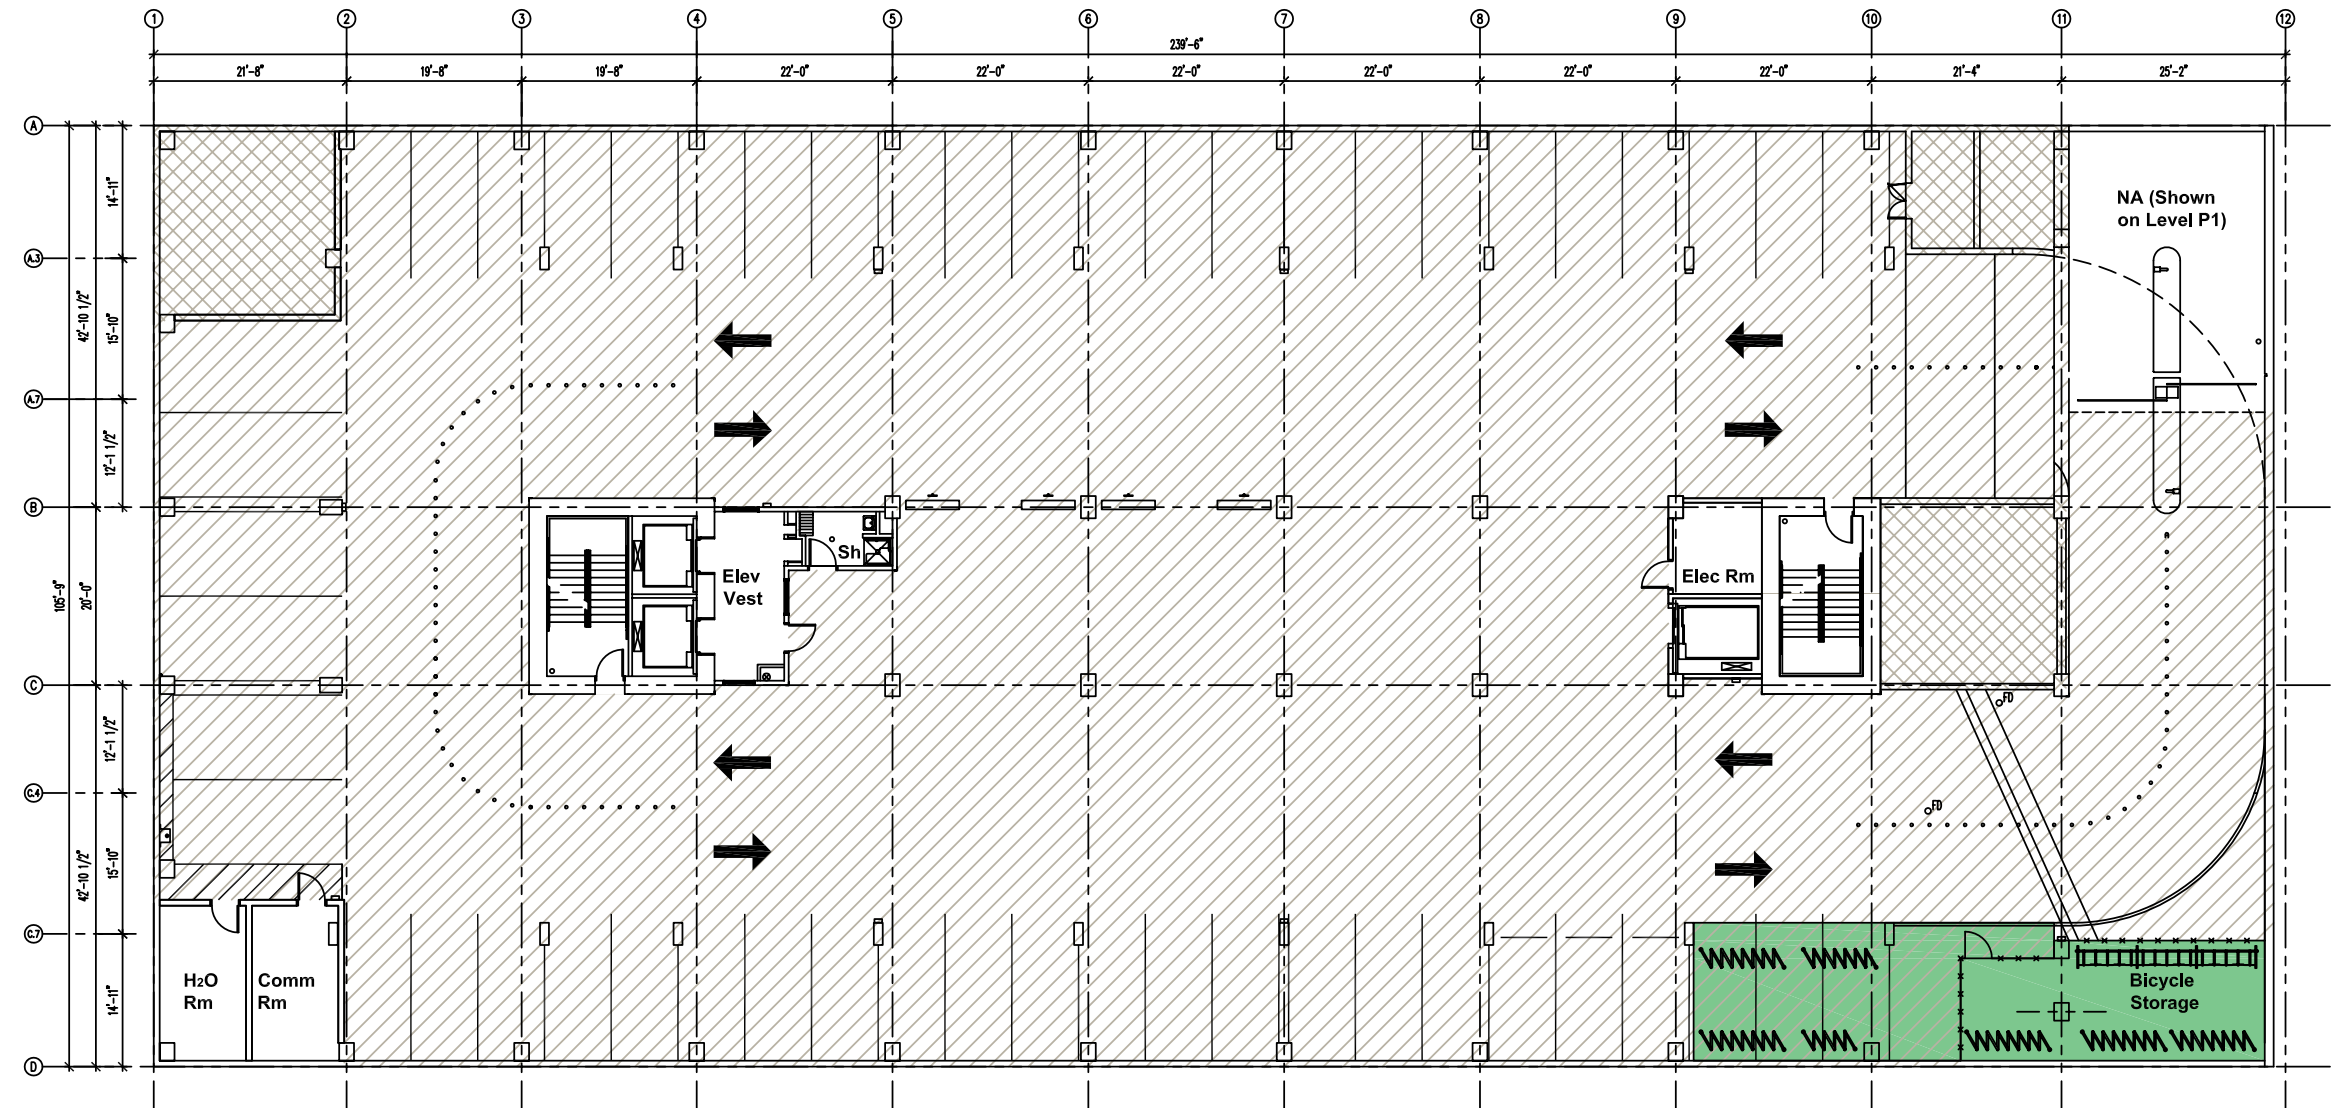 1 2 3 4 5 6 7 8 9 10 11 12
239'-6"
21'-8" 19'-8" 19'-8" 22'-0" 22'-0" 22'-0" 22'-0" 22'-0" 22'-0" 21'-4" 25'-2"
A
14'-11"
NA (Shown
on Level P1)
A.3
42'-10 1/2"
15'-10"
A.7
12'-1 1/2"
B
Sh
Elev
Vest
Elec Rm
105'-9"
20'-0"
C
FD
12'-1 1/2"
C.4
FD
42'-10 1/2"
15'-10"
C.7
H2O
Rm
Comm
Rm
Bicycle
Storage
14'-11"
D